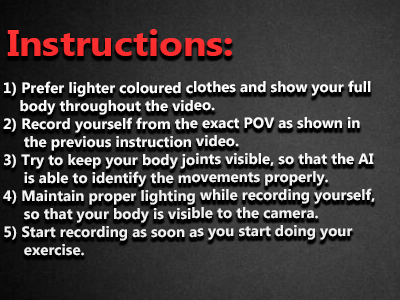 Instructions:
1) Prefer lighter coloured clothes and show your full
body throughout the video.
2) Record yourself from the exact POV as shown in
the previous instruction video.
3) Try to keep your body joints visible, so that the AI
is able to identify the movements properly.
4) Maintain proper lighting while recording yourself,
so that your body is visible to the camera.
5) Start recording as soon as you start doing your
exercise.